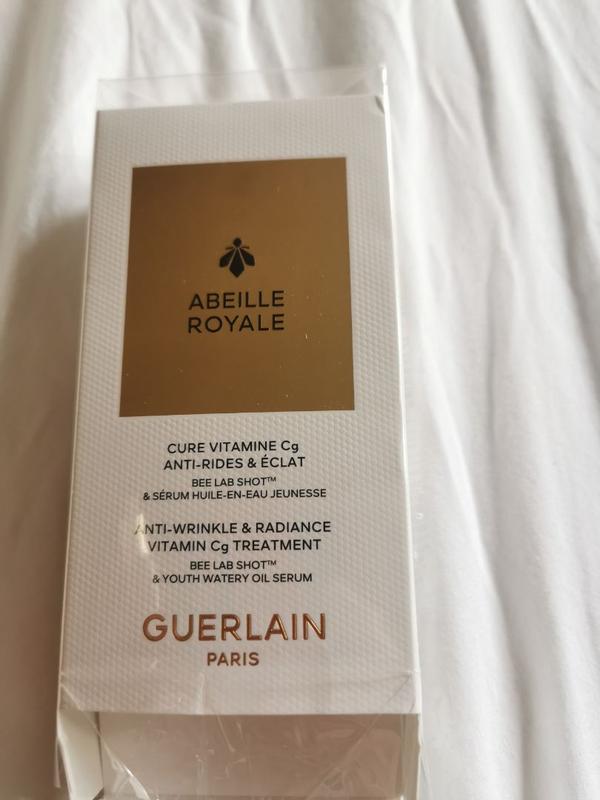 ABEILLE
ROYALE
CURE VITAMINE Cg
ANTI-RIDES & ÉCLAT
BEE LAB SHOT™
& SÉRUM HUILE-EN-EAU JEUNESSE
ANTI-WRINKLE & RADIANCE
VITAMIN Cg TREATMENT
BEE LAB SHOT™
& YOUTH WATERY OIL SERUM
GUERLAIN
PARIS